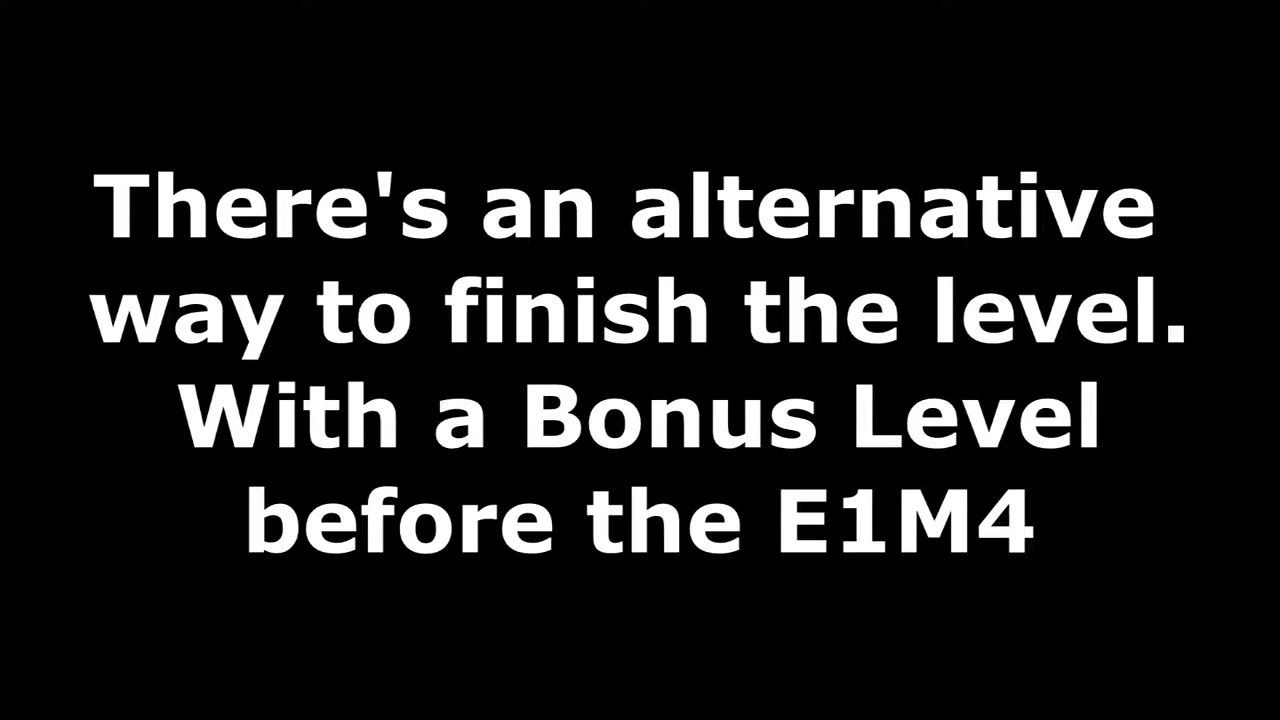 There's an alternative
way to finish the level.
With a Bonus Level
before the E1M4